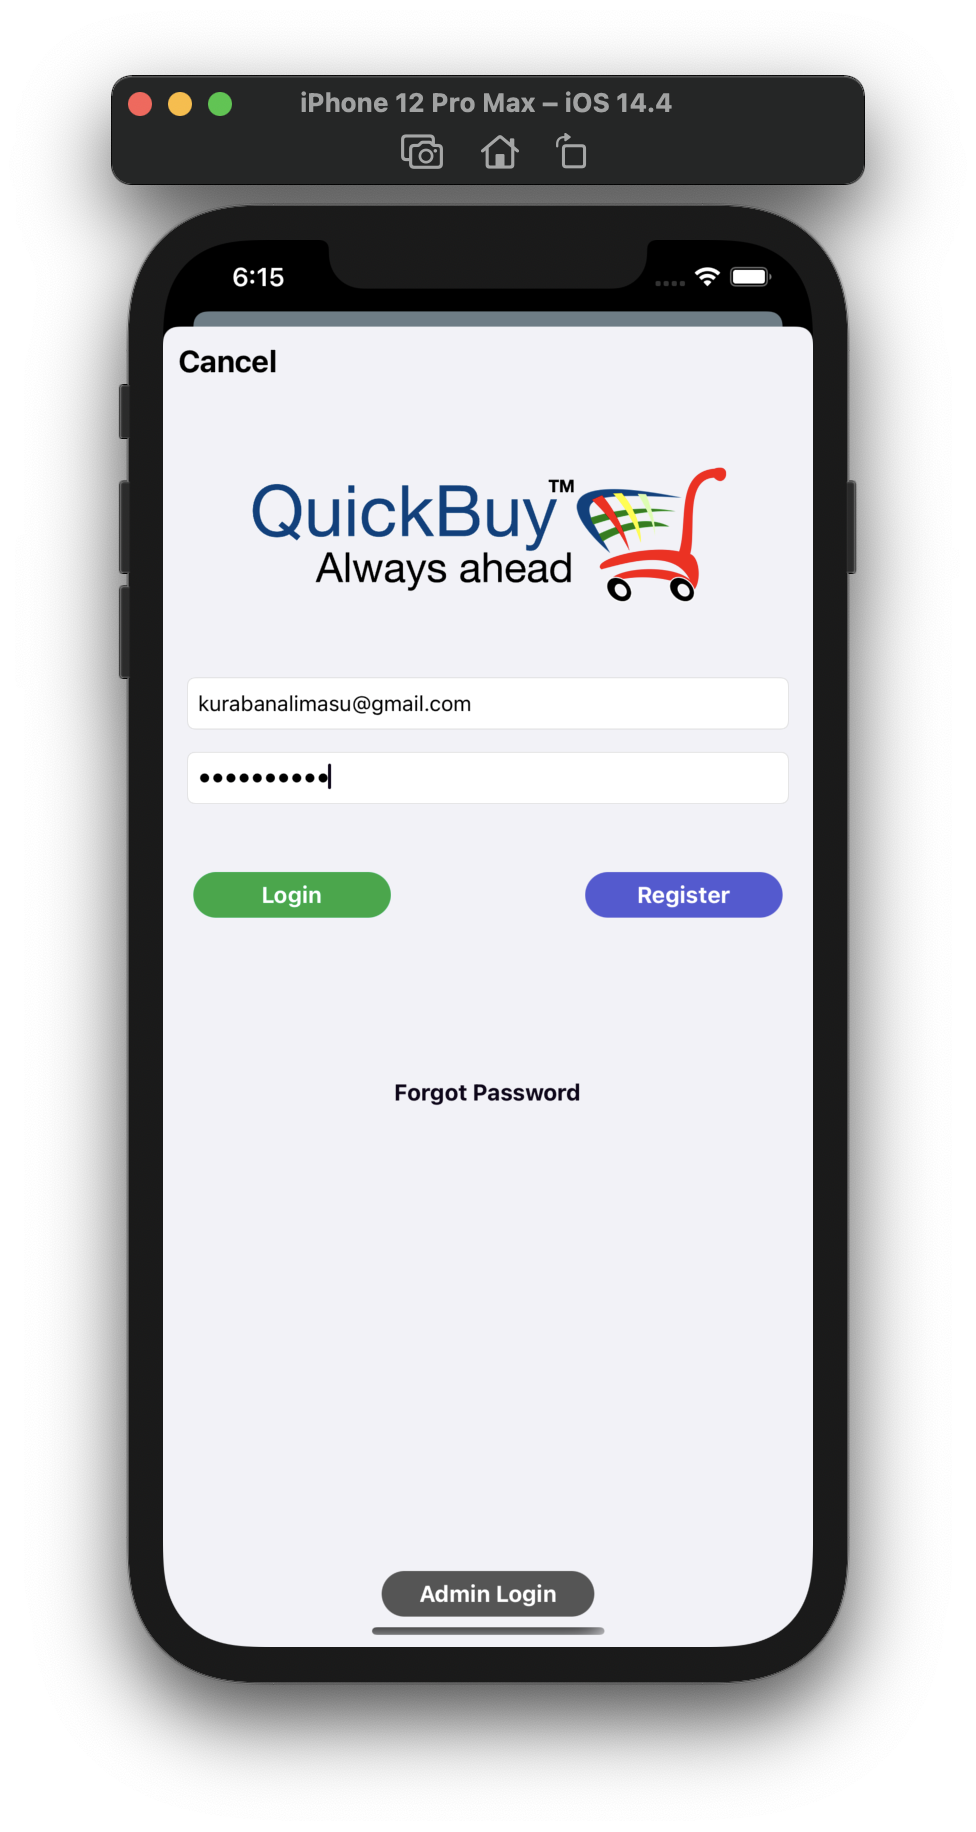 iPhone 12 Pro Max – iOS 14.4
6:15
Cancel
QuickBuy™
Always ahead
kurabanalimasu@gmail.com
••••••••••
Login
Register
Forgot Password
Admin Login